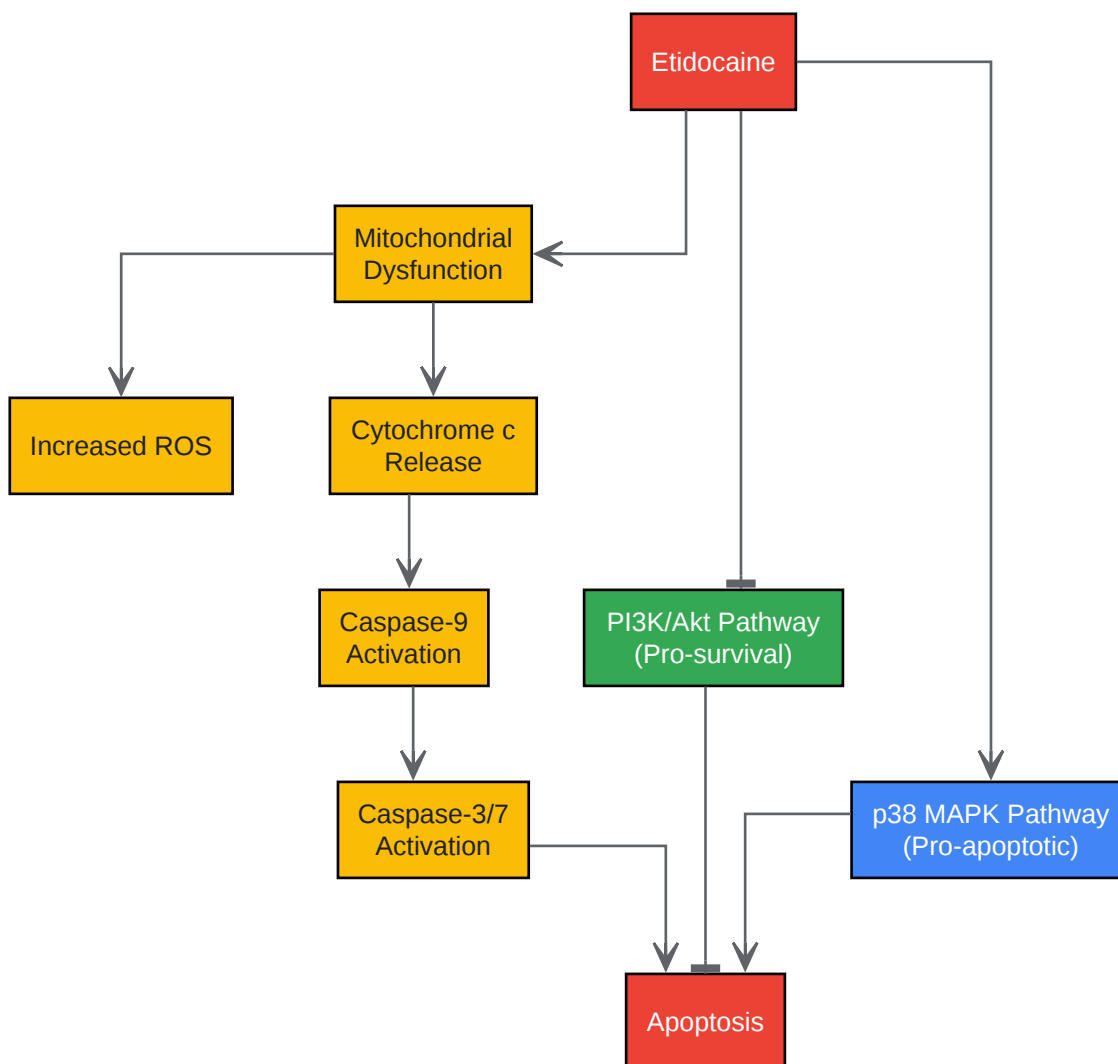 Etidocaine
Mitochondrial
Dysfunction
Increased ROS
Cytochrome c
Release
Caspase-9
Activation
PI3K/Akt Pathway
(Pro-survival)
Caspase-3/7
Activation
p38 MAPK Pathway
(Pro-apoptotic)
Apoptosis